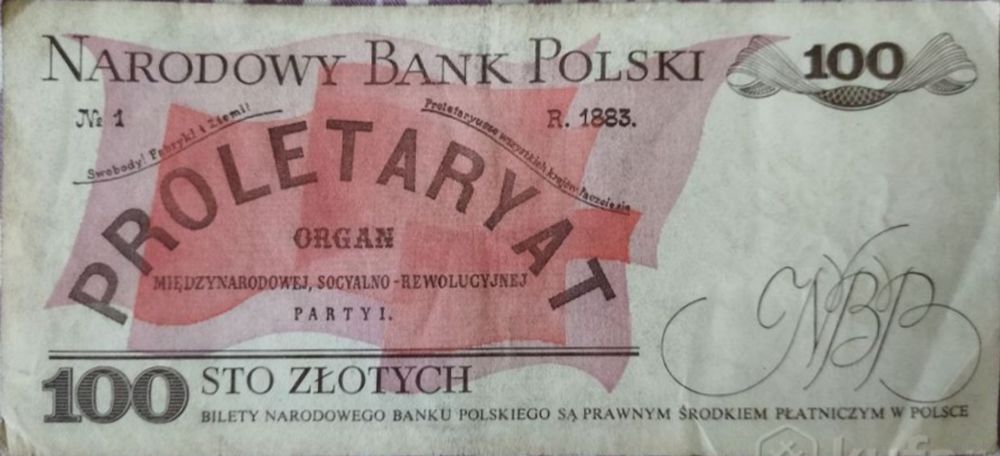 NARODOWY BANK POLSKI
100
№ 1
R. 1883.
Swobody! Fabryk! i Ziemi!
Proletaryusze wszystkich krajów łączcie się
PROLETARYAT
ORGAN
MIĘDZYNARODOWEJ, SOCYALNO-REWOLUCYJNEJ
PARTYI.
NBP
100 STO ZŁOTYCH
BILETY NARODOWEGO BANKU POLSKIEGO SĄ PRAWNYM ŚRODKIEM PŁATNICZYM W POLSCE